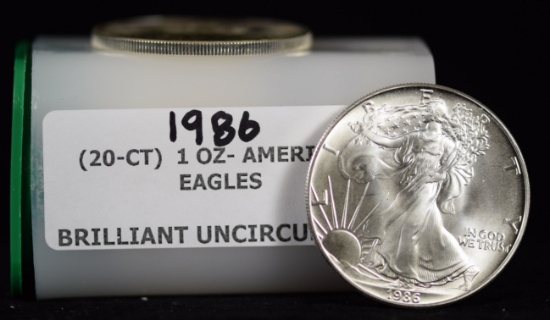 1986
(20-CT) 1 OZ- AMERI
EAGLES
BRILLIANT UNCIRCU
LIBERTY
IN GOD
WE TRUST
1986